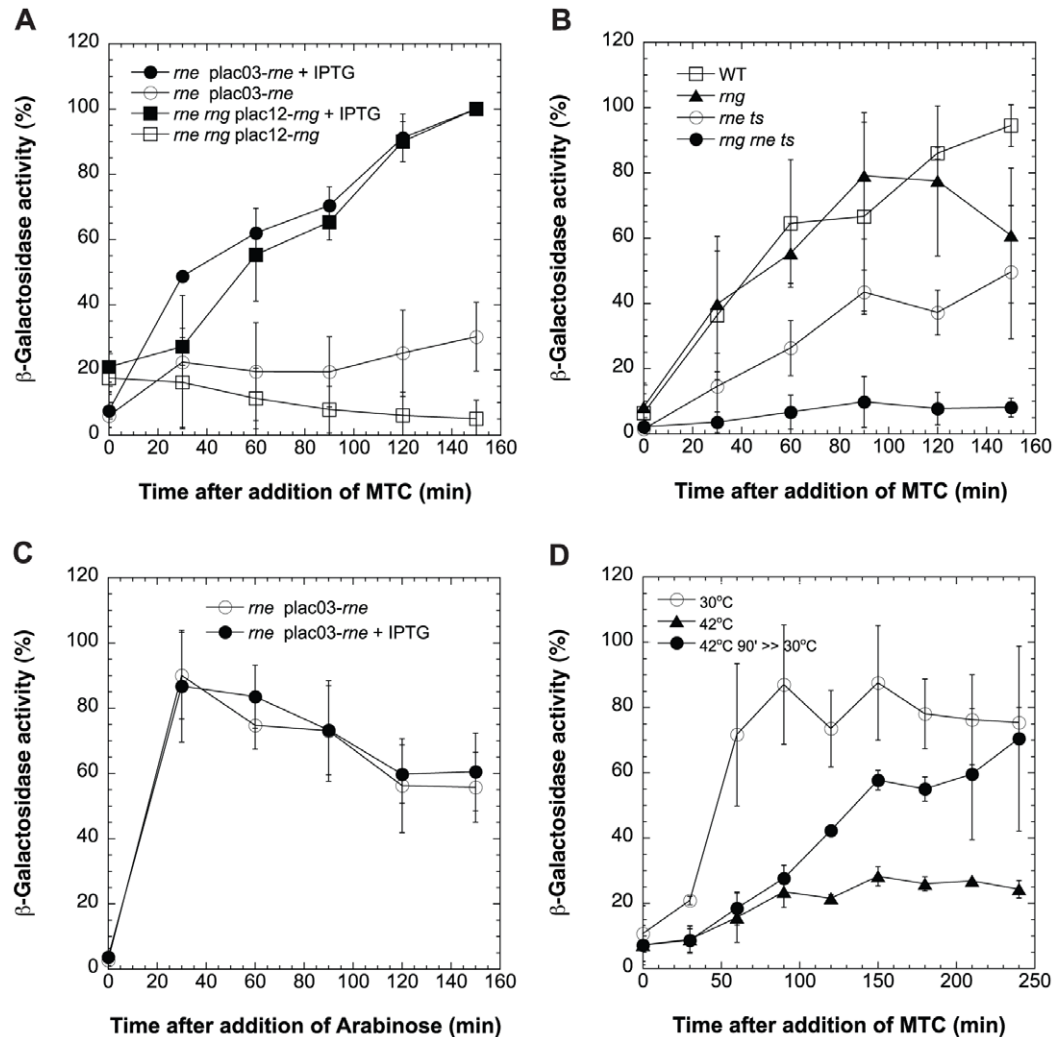 A
β-Galactosidase activity (%)
120
100
80
60
40
20
0
rne plac03-rne + IPTG
rne plac03-rne
rne rng plac12-rng + IPTG
rne rng plac12-rng
0 20 40 60 80 100 120 140 160
Time after addition of MTC (min)
B
β-Galactosidase activity (%)
120
100
80
60
40
20
0
WT
rng
rne ts
rng rne ts
0 20 40 60 80 100 120 140 160
Time after addition of MTC (min)
C
β-Galactosidase activity (%)
120
100
80
60
40
20
0
rne plac03-rne
rne plac03-rne + IPTG
0 20 40 60 80 100 120 140 160
Time after addition of Arabinose (min)
D
β-Galactosidase activity (%)
120
100
80
60
40
20
0
30ºC
42ºC
42ºC 90' >> 30ºC
0 50 100 150 200 250
Time after addition of MTC (min)